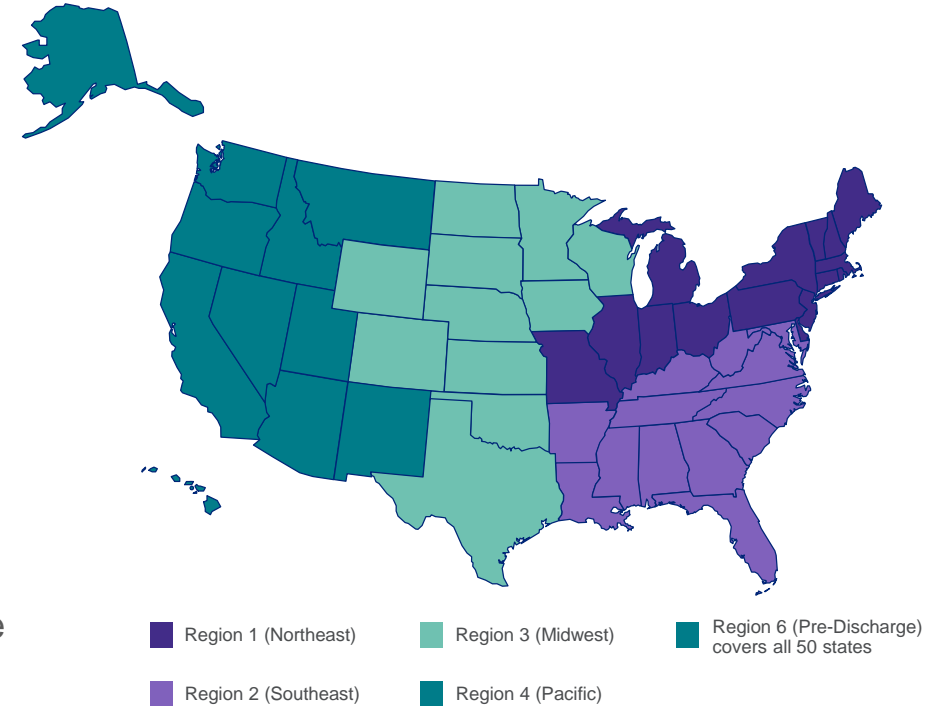 e
Region 1 (Northeast)
Region 3 (Midwest)
Region 6 (Pre-Discharge)
covers all 50 states
Region 2 (Southeast)
Region 4 (Pacific)